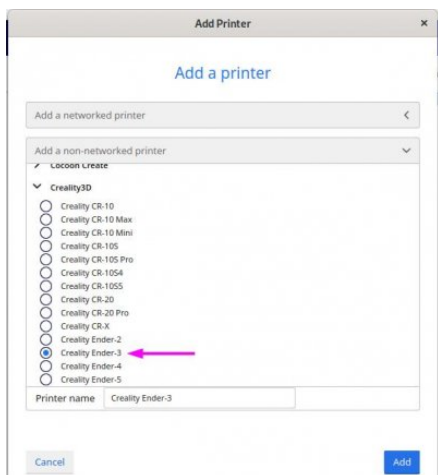 Add Printer
Add a printer
Add a networked printer
Add a non-networked printer
Cocoon Create
Creality3D
Creality CR-10
Creality CR-10 Max
Creality CR-10 Mini
Creality CR-10S
Creality CR-10S Pro
Creality CR-10S4
Creality CR-10S5
Creality CR-20
Creality CR-20 Pro
Creality CR-X
Creality Ender-2
Creality Ender-3
Creality Ender-4
Creality Ender-5
Printer name Creality Ender-3
Cancel Add